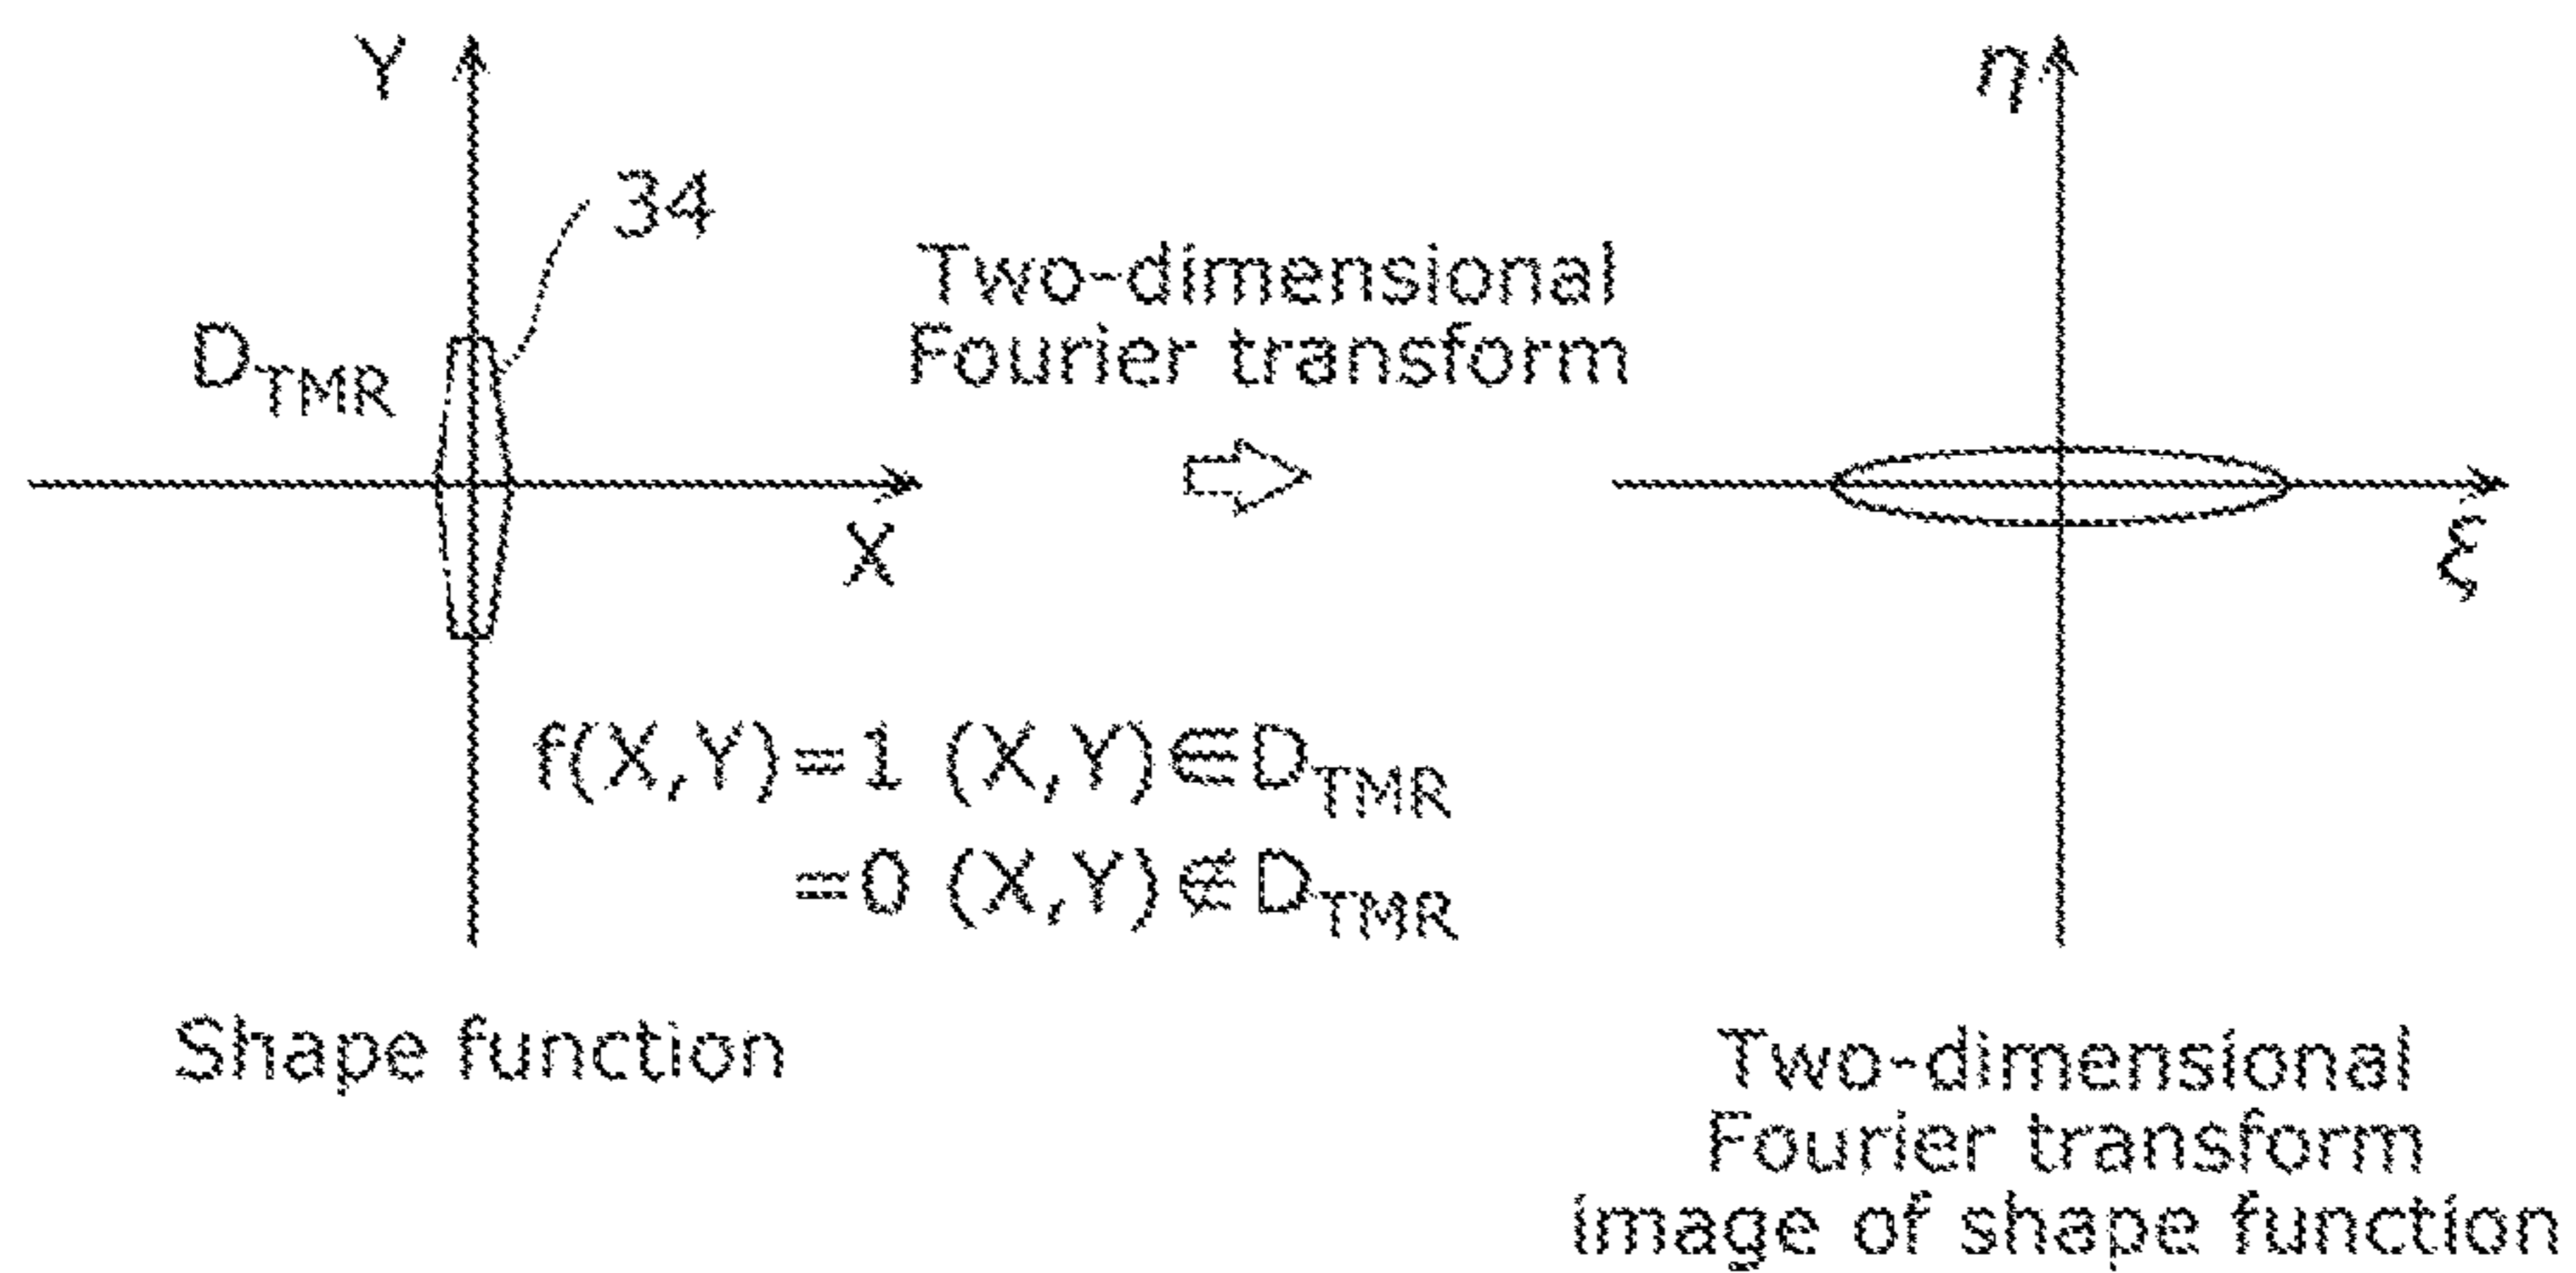 Y
34
D_TMR
X
Two-dimensional
Fourier transform
η
ξ
f(X,Y)=1 (X,Y)∈D_TMR
=0 (X,Y)∉D_TMR
Shape function
Two-dimensional
Fourier transform
image of shape function